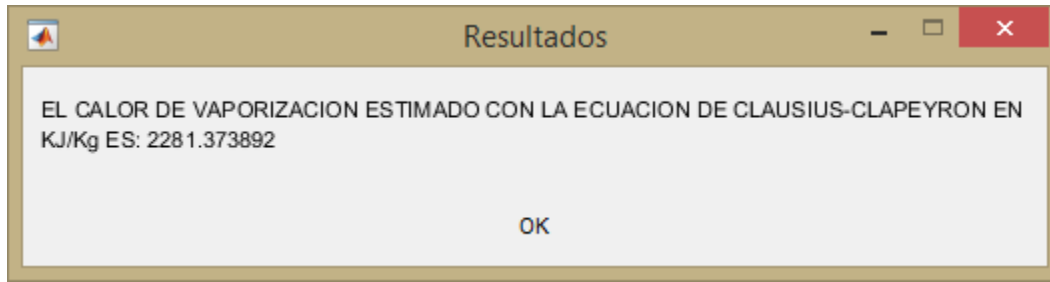 Resultados
EL CALOR DE VAPORIZACION ESTIMADO CON LA ECUACION DE CLAUSIUS-CLAPEYRON EN
KJ/Kg ES: 2281.373892
OK